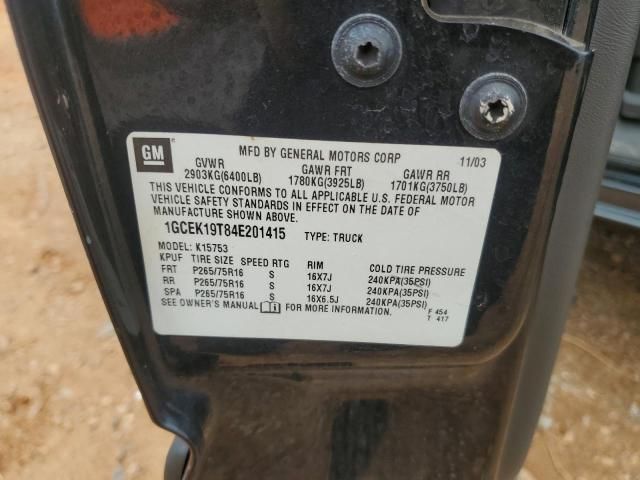 GM
MFD BY GENERAL MOTORS CORP 11/03
GVWR GAWR FRT GAWR RR
2903KG(6400LB) 1780KG(3925LB) 1701KG(3750LB)
THIS VEHICLE CONFORMS TO ALL APPLICABLE U.S. FEDERAL MOTOR
VEHICLE SAFETY STANDARDS IN EFFECT ON THE DATE OF
MANUFACTURE SHOWN ABOVE.
1GCEK19T84E201415 TYPE: TRUCK
MODEL: K15753
KPUF TIRE SIZE SPEED RTG RIM COLD TIRE PRESSURE
FRT P265/75R16 S 16X7J 240KPA(35PSI)
RR P265/75R16 S 16X7J 240KPA(35PSI)
SPA P265/75R16 S 16X6.5J 240KPA(35PSI)
SEE OWNER'S MANUAL FOR MORE INFORMATION.
F 454
T 417